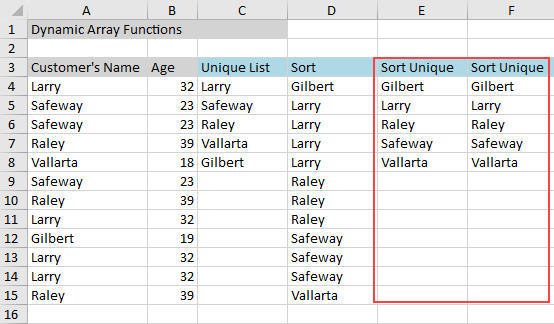 A B C D E F
1 Dynamic Array Functions
2
3 Customer's Name Age Unique List Sort Sort Unique Sort Unique
4 Larry 32 Larry Gilbert Gilbert Gilbert
5 Safeway 23 Safeway Larry Larry Larry
6 Safeway 23 Raley Larry Raley Raley
7 Raley 39 Vallarta Larry Safeway Safeway
8 Vallarta 18 Gilbert Larry Vallarta Vallarta
9 Safeway 23 Raley
10 Raley 39 Raley
11 Larry 32 Raley
12 Gilbert 19 Safeway
13 Larry 32 Safeway
14 Larry 32 Safeway
15 Raley 39 Vallarta
16